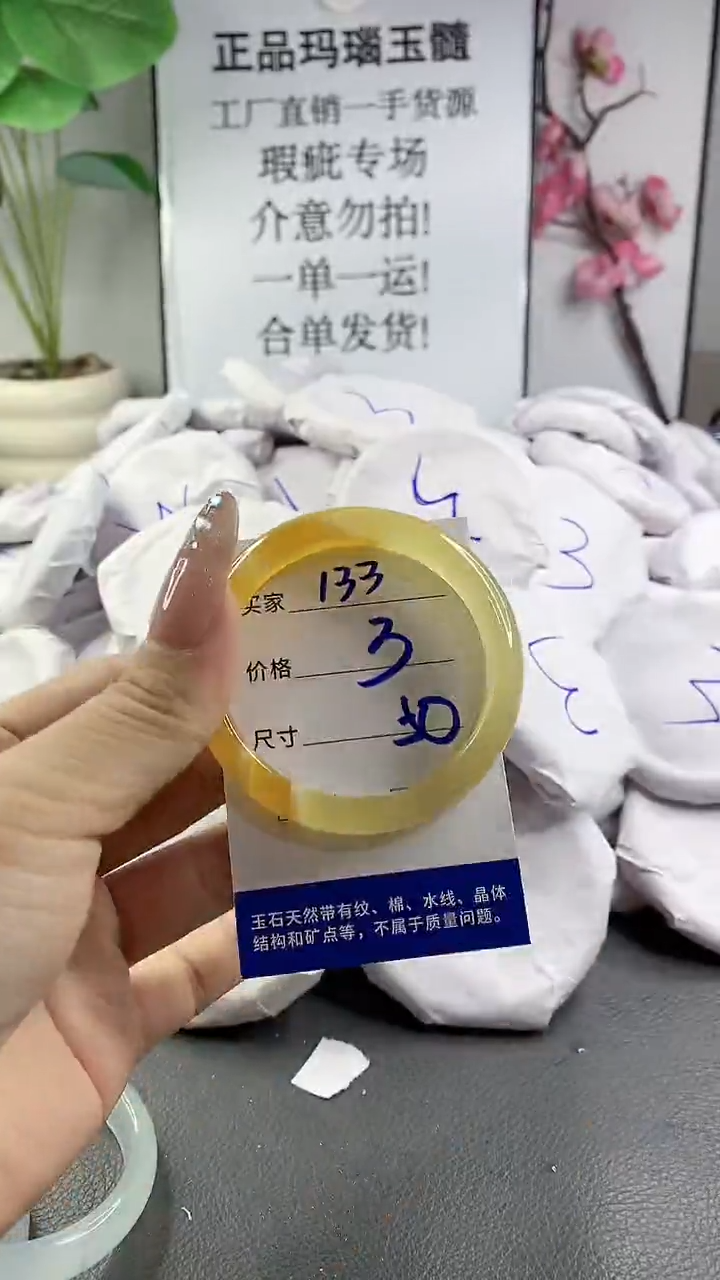 正品玛瑙玉髓
工厂直销一手货源
瑕疵专场
介意勿拍!
一单一运!
合单发货!
3
3
买家 133
价格 3
尺寸
玉石天然带有纹、棉、水线、晶体
结构和矿点等，不属于质量问题。